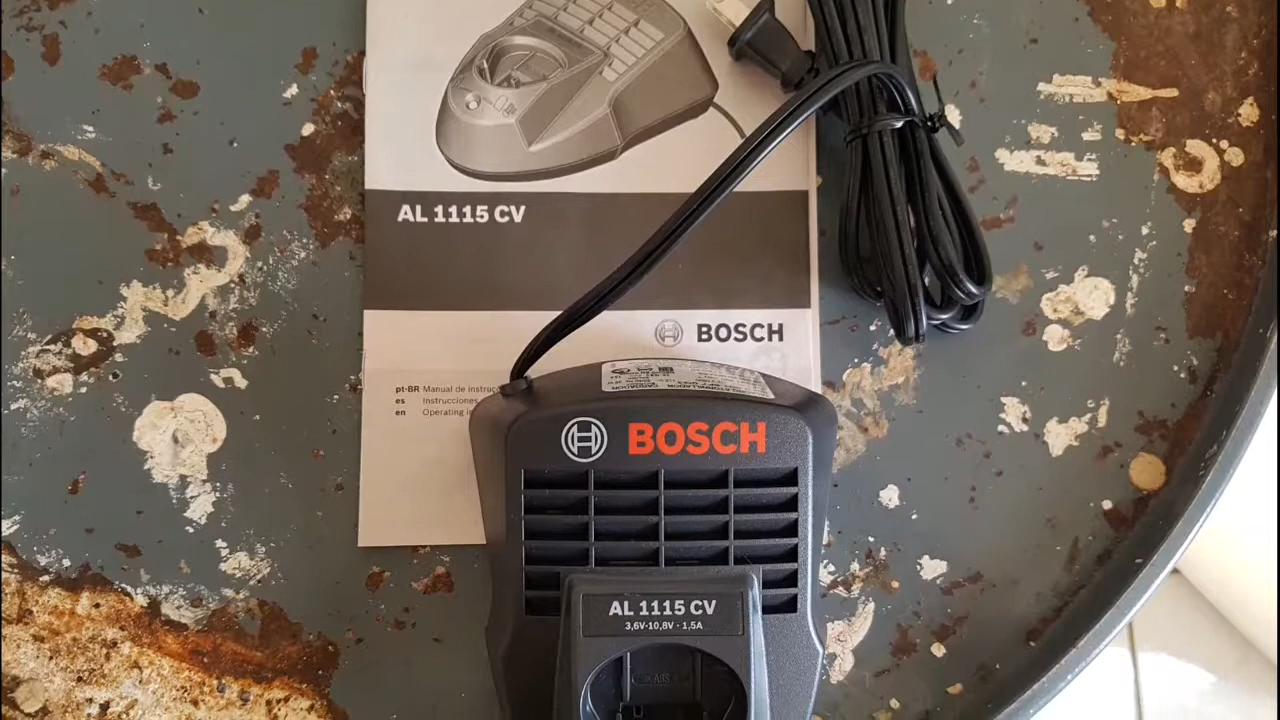 AL 1115 CV
BOSCH
pt-BR Manual de instruç
es Instrucciones
en Operating in
BOSCH
AL 1115 CV
3,6V-10,8V · 1,5A